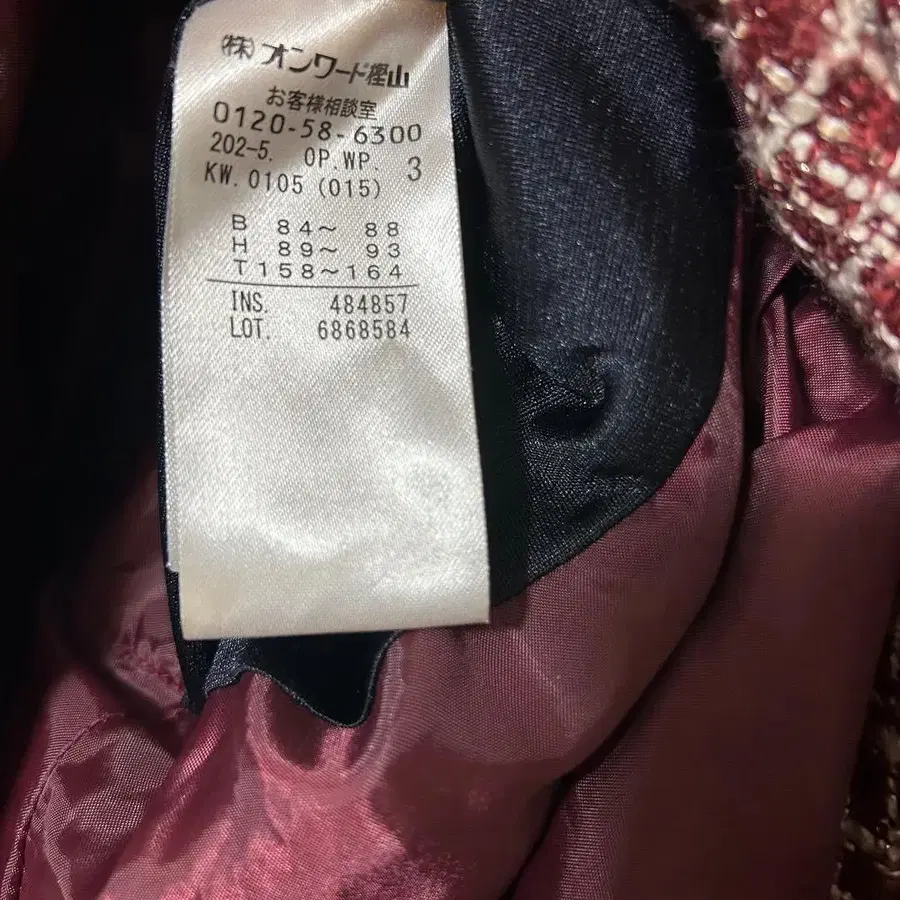 ㈱オンワード樫山
お客様相談室
0120-58-6300
202-5. OP.WP. 3
KW.0105(015)
B 84～ 88
H 89～ 93
T158～164
INS. 484857
LOT. 6868584